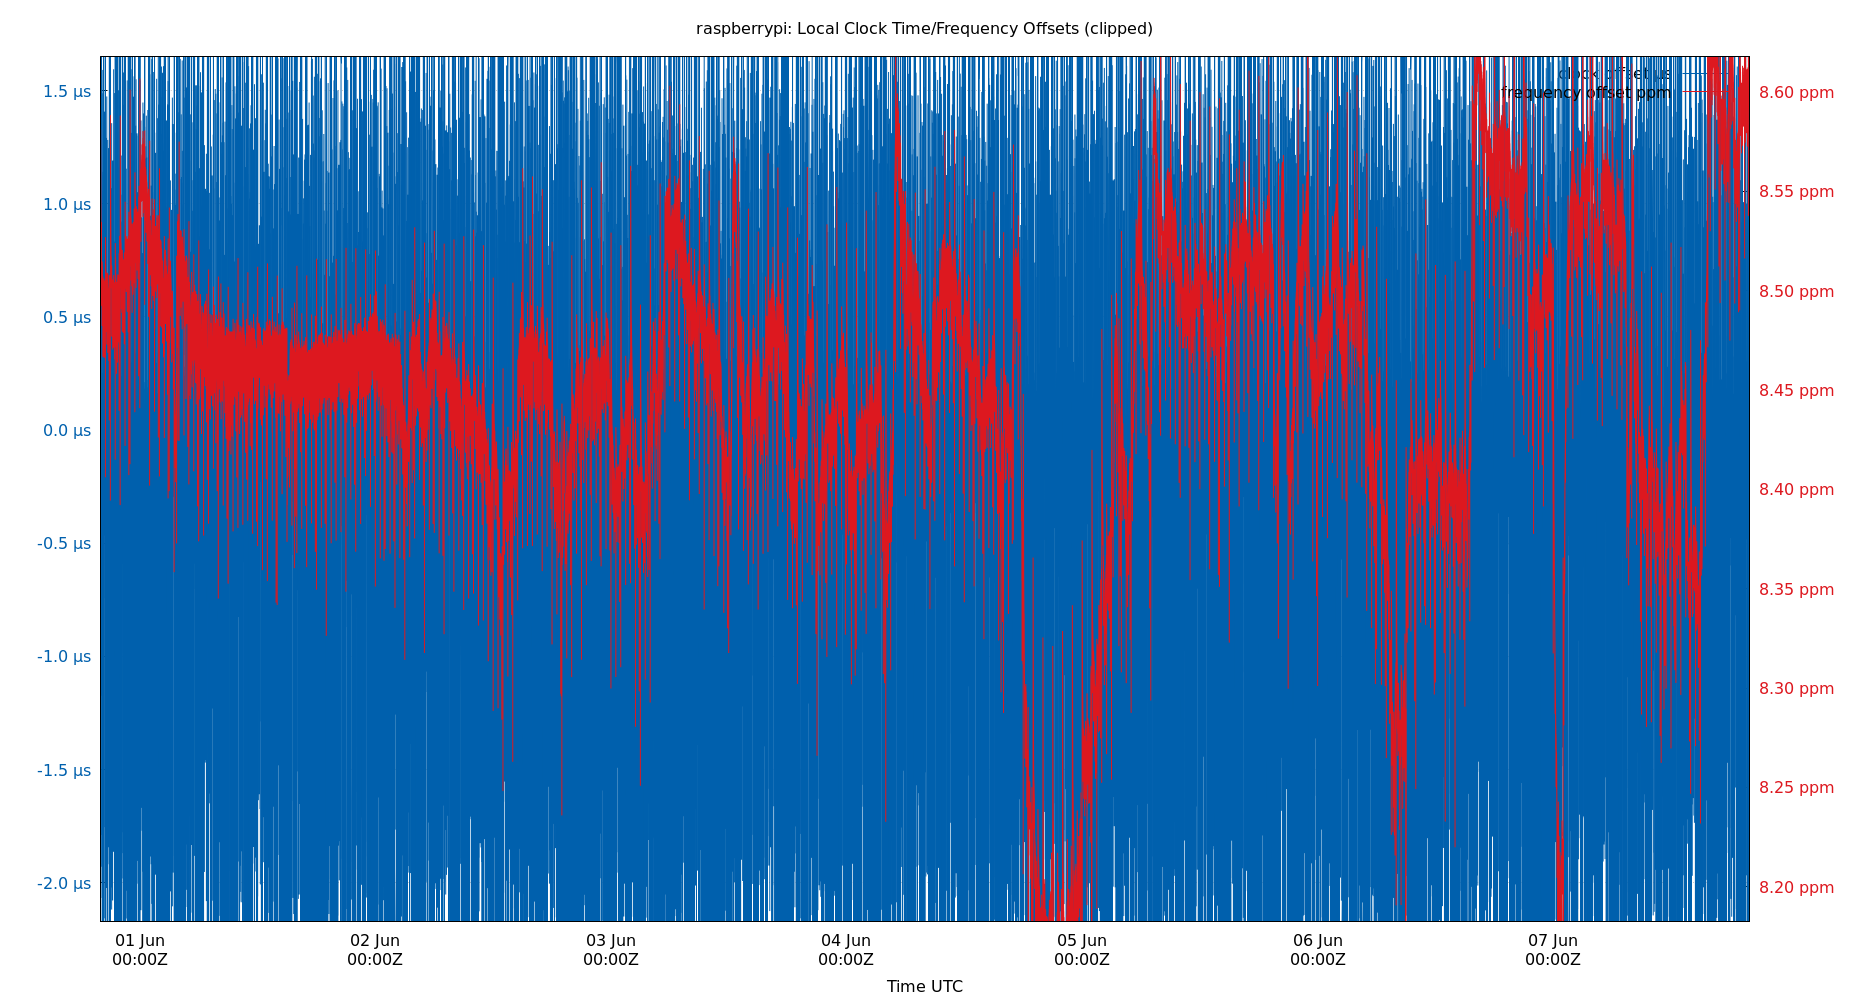 raspberrypi: Local Clock Time/Frequency Offsets (clipped)
clock offset µs
frequency offset ppm
1.5 µs
1.0 µs
0.5 µs
0.0 µs
-0.5 µs
-1.0 µs
-1.5 µs
-2.0 µs
8.60 ppm
8.55 ppm
8.50 ppm
8.45 ppm
8.40 ppm
8.35 ppm
8.30 ppm
8.25 ppm
8.20 ppm
01 Jun 02 Jun 03 Jun 04 Jun 05 Jun 06 Jun 07 Jun
00:00Z 00:00Z 00:00Z 00:00Z 00:00Z 00:00Z 00:00Z
Time UTC